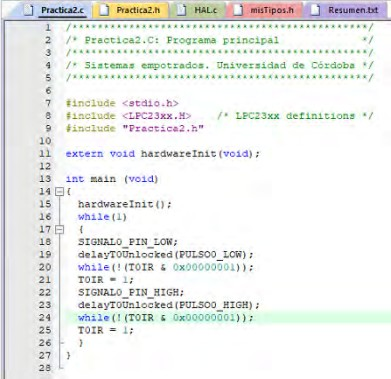 Practica2.c Practica2.h HAL.c misTipos.h Resumen.txt
1 /*********************************************/
2 /* Practica2.C: Programa principal */
3 /*********************************************/
4 /* Sistemas empotrados. Universidad de Córdoba */
5 /*********************************************/
6
7 #include <stdio.h>
8 #include <LPC23xx.H> /* LPC23xx definitions */
9 #include "Practica2.h"
10
11 extern void hardwareInit(void);
12
13 int main (void)
14 {
15 hardwareInit();
16 while(1)
17 {
18 SIGNAL0_PIN_LOW;
19 delayT0Unlocked(PULSO0_LOW);
20 while(!(T0IR & 0x00000001));
21 T0IR = 1;
22 SIGNAL0_PIN_HIGH;
23 delayT0Unlocked(PULSO0_HIGH);
24 while(!(T0IR & 0x00000001));
25 T0IR = 1;
26 }
27 }
28